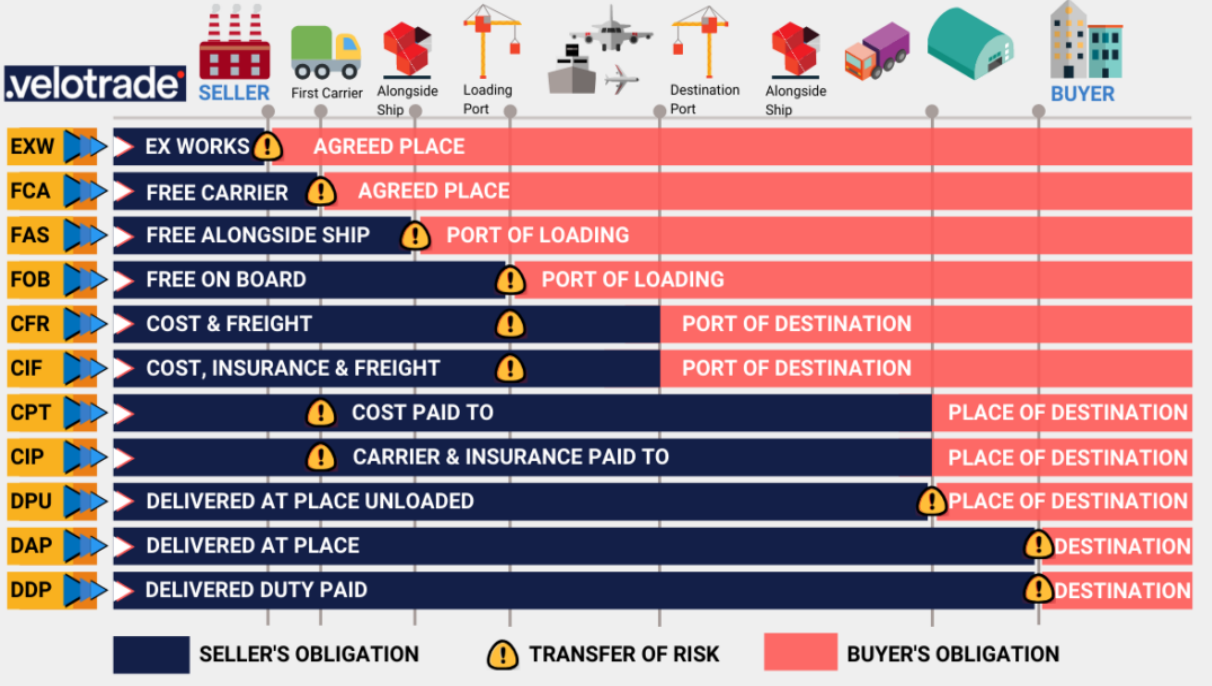 .velotrade
SELLER
First Carrier
Alongside
Ship
Loading
Port
Destination
Port
Alongside
Ship
BUYER
EXW EX WORKS AGREED PLACE
FCA FREE CARRIER AGREED PLACE
FAS FREE ALONGSIDE SHIP PORT OF LOADING
FOB FREE ON BOARD PORT OF LOADING
CFR COST & FREIGHT PORT OF DESTINATION
CIF COST, INSURANCE & FREIGHT PORT OF DESTINATION
CPT COST PAID TO PLACE OF DESTINATION
CIP CARRIER & INSURANCE PAID TO PLACE OF DESTINATION
DPU DELIVERED AT PLACE UNLOADED PLACE OF DESTINATION
DAP DELIVERED AT PLACE DESTINATION
DDP DELIVERED DUTY PAID DESTINATION
SELLER'S OBLIGATION TRANSFER OF RISK BUYER'S OBLIGATION